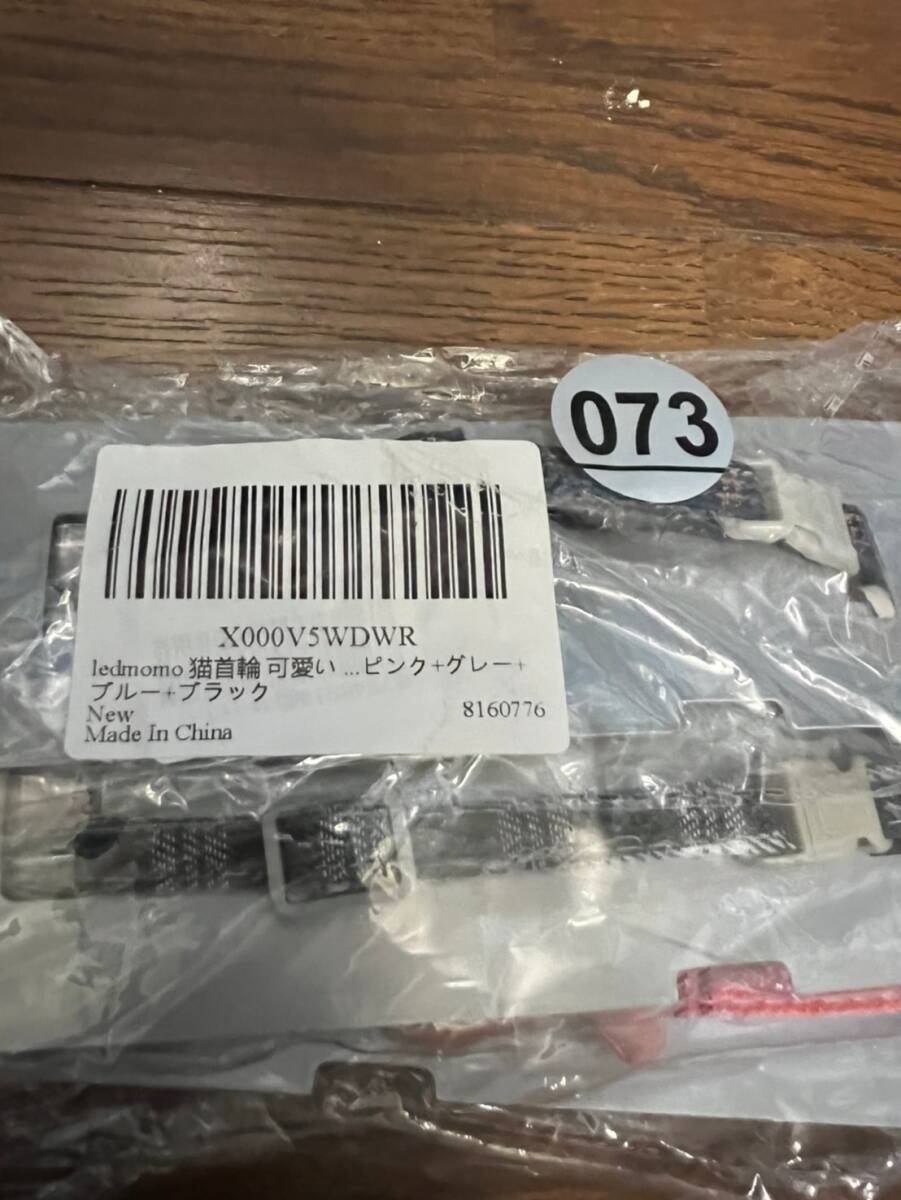 073
X000V5WDWR
ledmomo 猫首輪 可愛い ...ピンク+グレー+
ブルー+ブラック
New
8160776
Made In China